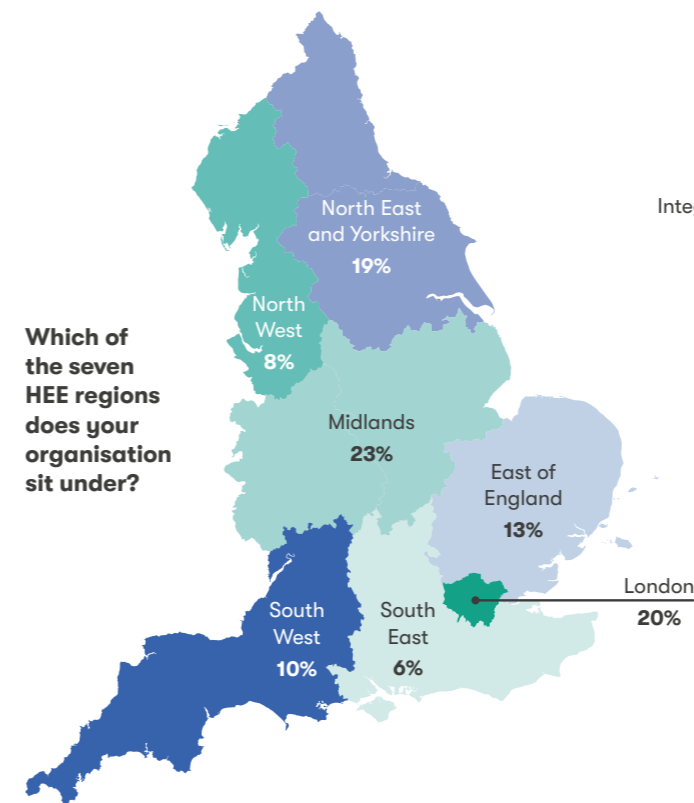 North East
and Yorkshire
19%
Inte
North
West
8%
Which of
the seven
HEE regions
does your
organisation
sit under?
Midlands
23%
East of
England
13%
London
20%
South
West
10%
South
East
6%